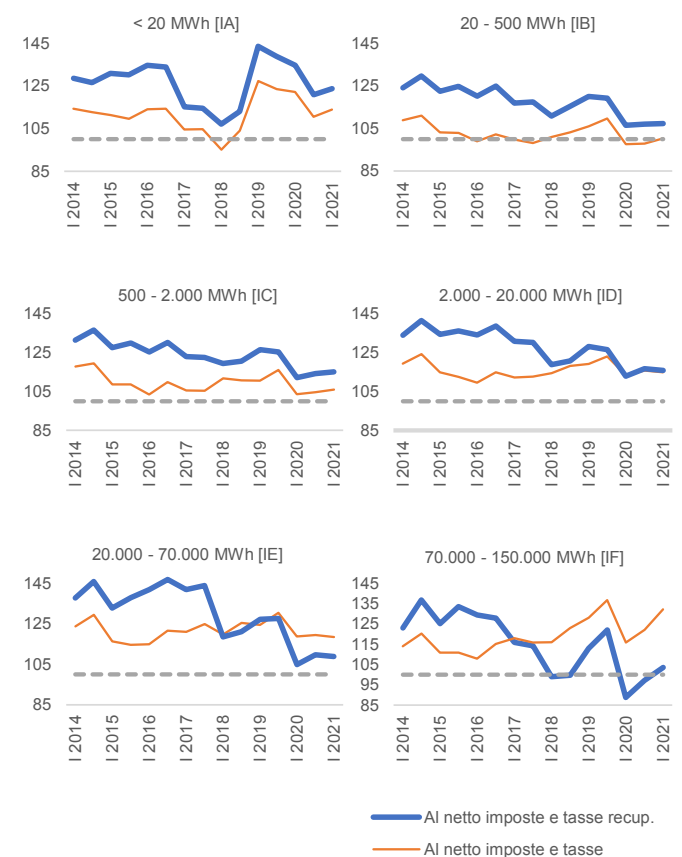 < 20 MWh [IA]
145
125
105
85
I 2014
I 2015
I 2016
I 2017
I 2018
I 2019
I 2020
I 2021
20 - 500 MWh [IB]
145
125
105
85
I 2014
I 2015
I 2016
I 2017
I 2018
I 2019
I 2020
I 2021
500 - 2.000 MWh [IC]
145
125
105
85
I 2014
I 2015
I 2016
I 2017
I 2018
I 2019
I 2020
I 2021
2.000 - 20.000 MWh [ID]
145
125
105
85
I 2014
I 2015
I 2016
I 2017
I 2018
I 2019
I 2020
I 2021
20.000 - 70.000 MWh [IE]
145
125
105
85
I 2014
I 2015
I 2016
I 2017
I 2018
I 2019
I 2020
I 2021
70.000 - 150.000 MWh [IF]
145
135
125
115
105
95
85
I 2014
I 2015
I 2016
I 2017
I 2018
I 2019
I 2020
I 2021
Al netto imposte e tasse recup.
Al netto imposte e tasse